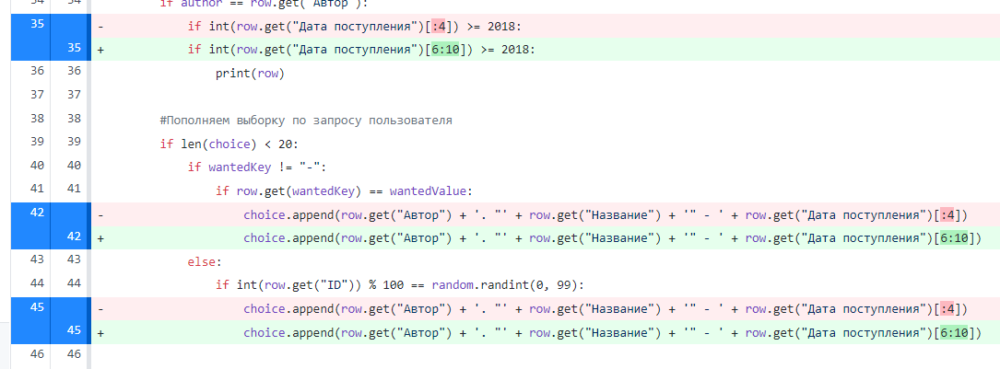 34 34 if author == row.get("Автор"):
35 - if int(row.get("Дата поступления")[:4]) >= 2018:
35 + if int(row.get("Дата поступления")[6:10]) >= 2018:
36 36 print(row)
37 37
38 38 #Пополняем выборку по запросу пользователя
39 39 if len(choice) < 20:
40 40 if wantedKey != "-":
41 41 if row.get(wantedKey) == wantedValue:
42 - choice.append(row.get("Автор") + '. "' + row.get("Название") + '" - ' + row.get("Дата поступления")[:4])
42 + choice.append(row.get("Автор") + '. "' + row.get("Название") + '" - ' + row.get("Дата поступления")[6:10])
43 43 else:
44 44 if int(row.get("ID")) % 100 == random.randint(0, 99):
45 - choice.append(row.get("Автор") + '. "' + row.get("Название") + '" - ' + row.get("Дата поступления")[:4])
45 + choice.append(row.get("Автор") + '. "' + row.get("Название") + '" - ' + row.get("Дата поступления")[6:10])
46 46